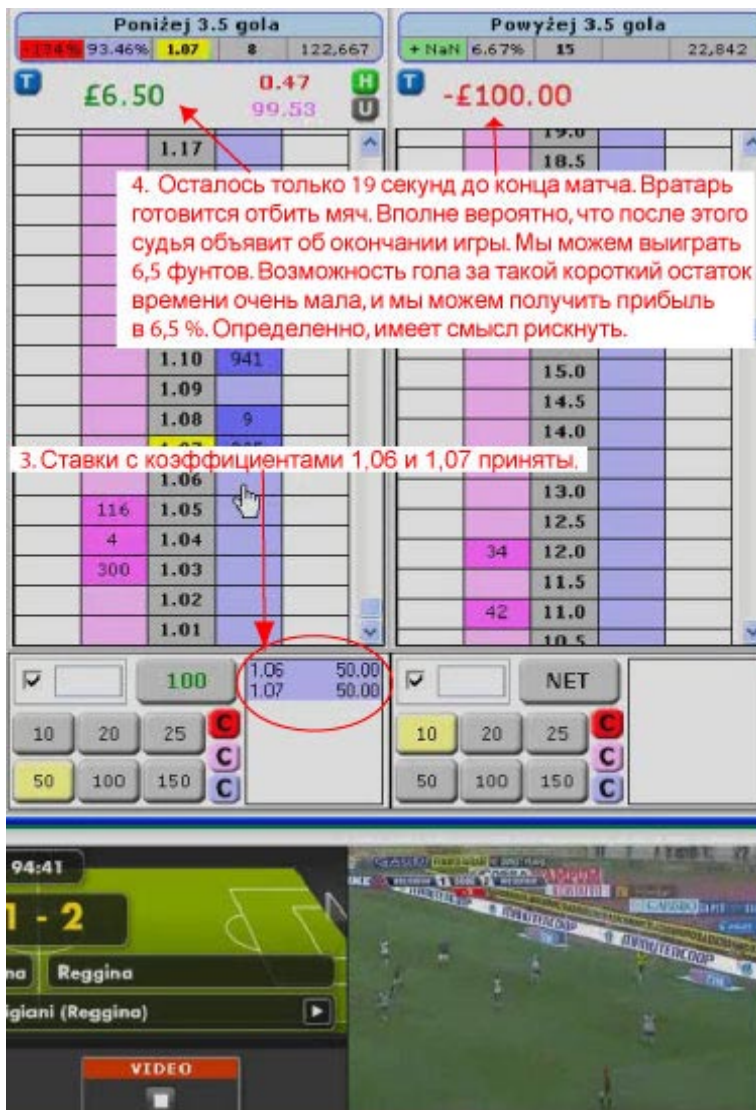 Poniżej 3.5 gola
93.46% 1.07 8 122,667
T £6.50 0.47 H
99.53 U
1.17
1.10 941
1.09
1.08 9
1.06
116 1.05
4 1.04
300 1.03
1.02
1.01
Powyżej 3.5 gola
+ NaN 6.67% 15 22,842
T -£100.00
19.0
18.5
15.0
14.5
14.0
13.0
12.5
34 12.0
11.5
42 11.0
10.5
4. Осталось только 19 секунд до конца матча. Вратарь
готовится отбить мяч. Вполне вероятно, что после этого
судья объявит об окончании игры. Мы можем выиграть
6,5 фунтов. Возможность гола за такой короткий остаток
времени очень мала, и мы можем получить прибыль
в 6,5 %. Определенно, имеет смысл рискнуть.
3. Ставки с коэффициентами 1,06 и 1,07 приняты.
100
1.06 50.00
1.07 50.00
10 20 25 C
C
50 100 150 C
NET
10 20 25 C
C
50 100 150 C
94:41
1 - 2
na Reggina
igiani (Reggina)
VIDEO